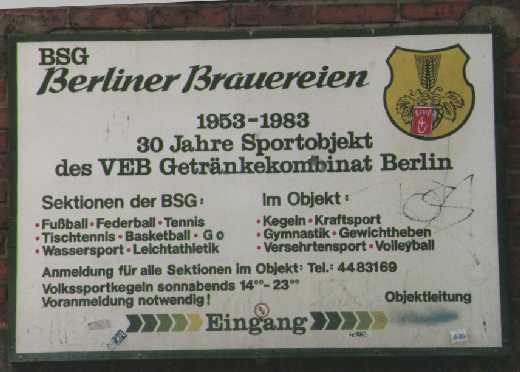 BSG
Berliner Brauereien
1953-1983
30 Jahre Sportobjekt
des VEB Getränkekombinat Berlin
Sektionen der BSG:
• Fußball • Federball • Tennis
• Tischtennis • Basketball • Go
• Wassersport • Leichtathletik
Im Objekt:
• Kegeln • Kraftsport
• Gymnastik • Gewichtheben
• Versehrtensport • Volleyball
Anmeldung für alle Sektionen im Objekt: Tel.: 4483169
Volkssportkegeln sonnabends 14⁰⁰-23⁰⁰
Voranmeldung notwendig!
Objektleitung
Eingang